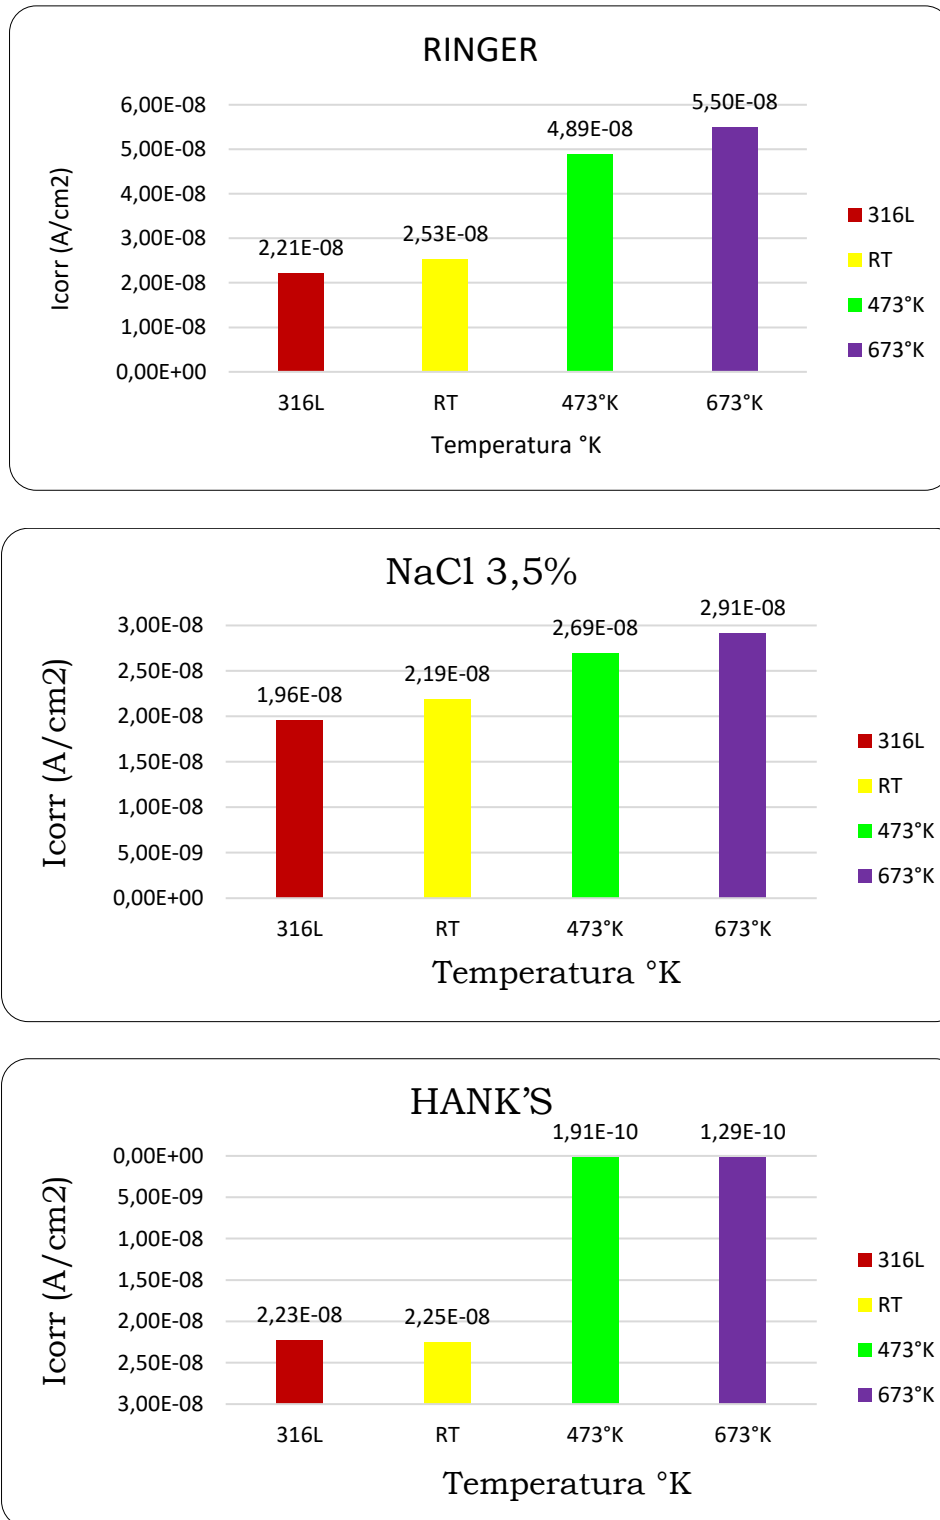 RINGER
Icorr (A/cm2)
6,00E-08
5,00E-08
4,00E-08
3,00E-08
2,00E-08
1,00E-08
0,00E+00
2,21E-08
2,53E-08
4,89E-08
5,50E-08
316L RT 473°K 673°K
Temperatura °K
316L
RT
473°K
673°K
NaCl 3,5%
Icorr (A/cm2)
3,00E-08
2,50E-08
2,00E-08
1,50E-08
1,00E-08
5,00E-09
0,00E+00
1,96E-08
2,19E-08
2,69E-08
2,91E-08
316L RT 473°K 673°K
Temperatura °K
316L
RT
473°K
673°K
HANK’S
Icorr (A/cm2)
0,00E+00
5,00E-09
1,00E-08
1,50E-08
2,00E-08
2,50E-08
3,00E-08
2,23E-08
2,25E-08
1,91E-10
1,29E-10
316L RT 473°K 673°K
Temperatura °K
316L
RT
473°K
673°K